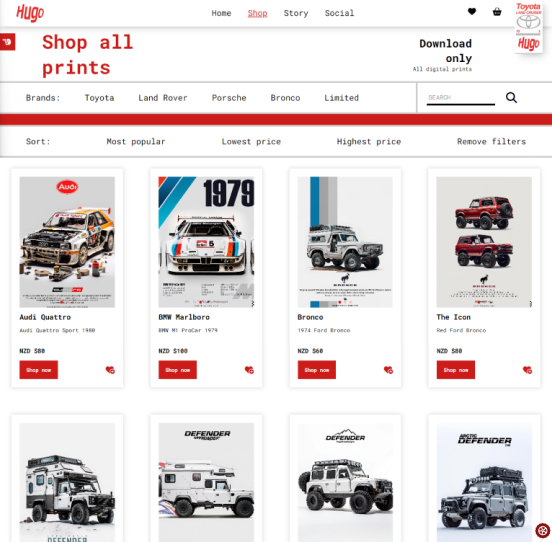 Hugo
Home Shop Story Social
Toyota
LAND CRUISER
Hugo
Shop all
prints
Download
only
All digital prints
Brands: Toyota Land Rover Porsche Bronco Limited
SEARCH
Sort: Most popular Lowest price Highest price Remove filters
Audi
1979
BRONCO
BRONCO
Audi Quattro
Audi Quattro Sport 1980
NZD $80
Shop now
BMW Marlboro
BMW M1 ProCar 1979
NZD $100
Shop now
Bronco
1974 Ford Bronco
NZD $60
Shop now
The Icon
Red Ford Bronco
NZD $80
Shop now
DEFENDER
DEFENDER
DEFENDER
ARCTIC
DEFENDER